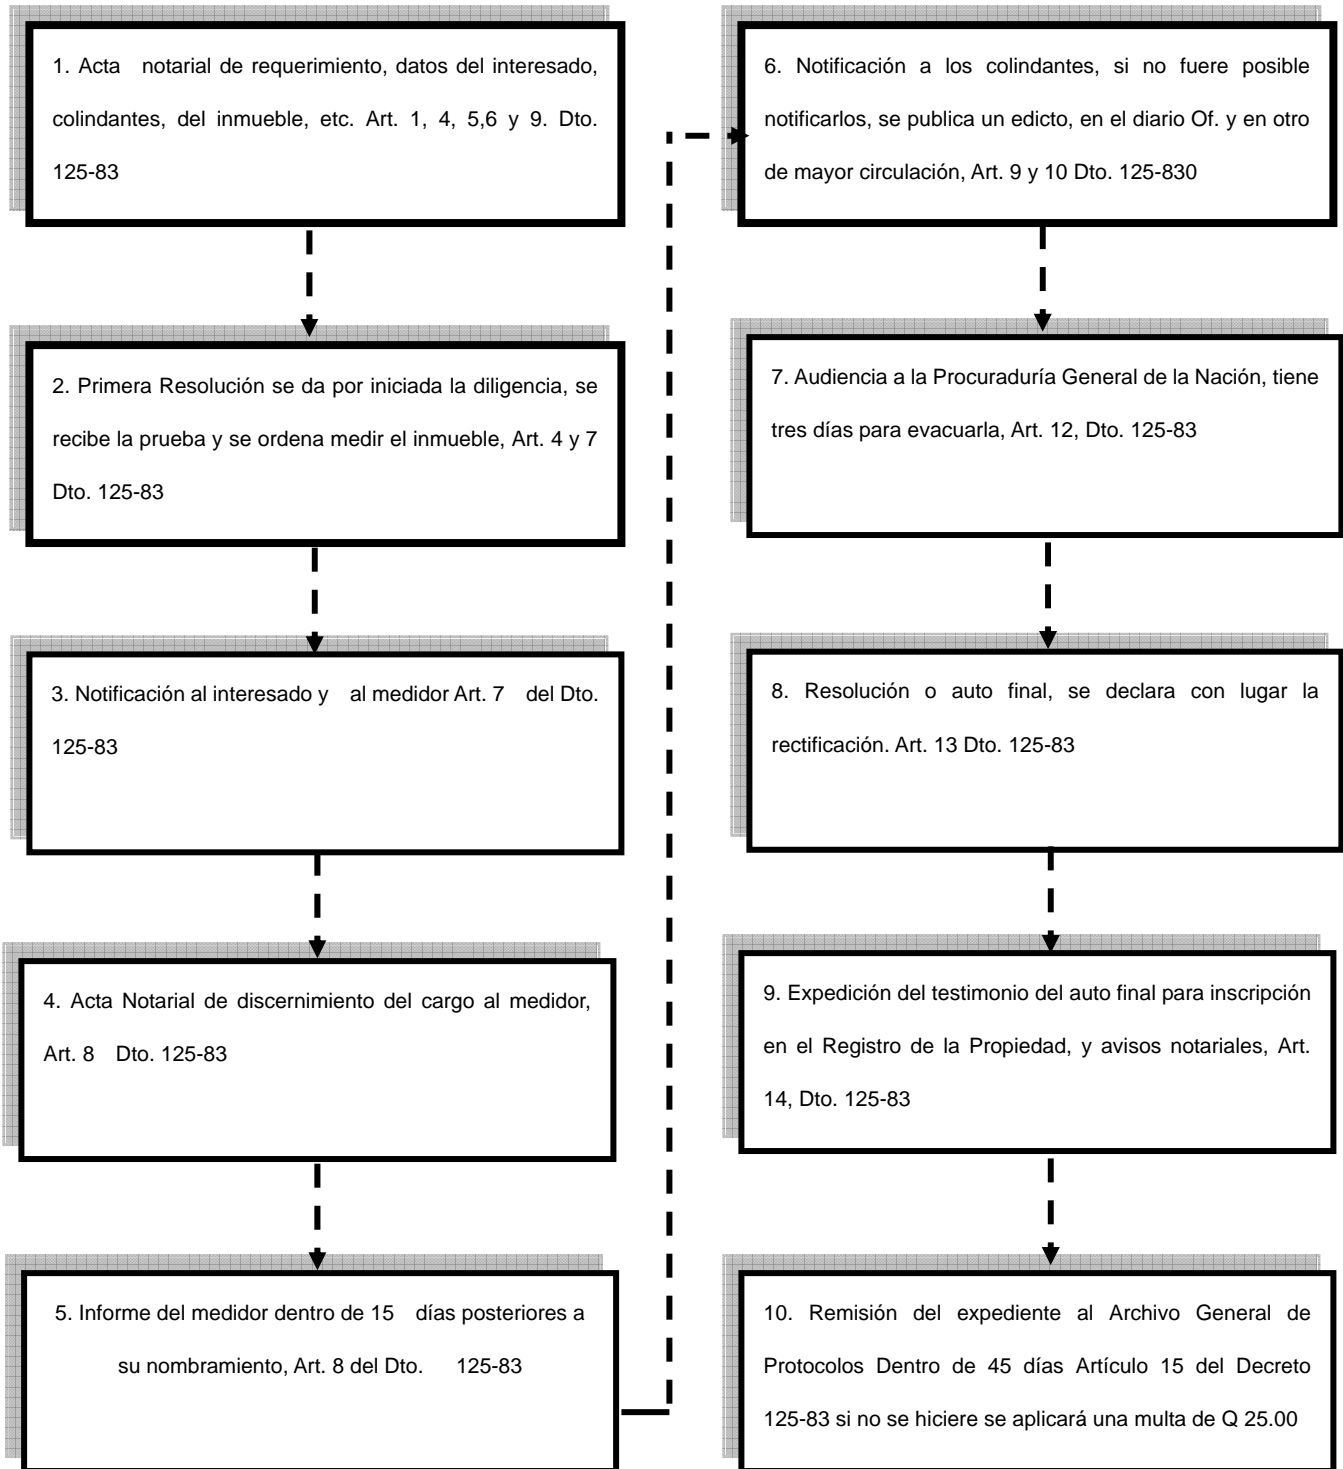 1. Acta notarial de requerimiento, datos del interesado,
colindantes, del inmueble, etc. Art. 1, 4, 5,6 y 9. Dto.
125-83
2. Primera Resolución se da por iniciada la diligencia, se
recibe la prueba y se ordena medir el inmueble, Art. 4 y 7
Dto. 125-83
3. Notificación al interesado y al medidor Art. 7 del Dto.
125-83
4. Acta Notarial de discernimiento del cargo al medidor,
Art. 8 Dto. 125-83
5. Informe del medidor dentro de 15 días posteriores a
su nombramiento, Art. 8 del Dto. 125-83
6. Notificación a los colindantes, si no fuere posible
notificarlos, se publica un edicto, en el diario Of. y en otro
de mayor circulación, Art. 9 y 10 Dto. 125-830
7. Audiencia a la Procuraduría General de la Nación, tiene
tres días para evacuarla, Art. 12, Dto. 125-83
8. Resolución o auto final, se declara con lugar la
rectificación. Art. 13 Dto. 125-83
9. Expedición del testimonio del auto final para inscripción
en el Registro de la Propiedad, y avisos notariales, Art.
14, Dto. 125-83
10. Remisión del expediente al Archivo General de
Protocolos Dentro de 45 días Artículo 15 del Decreto
125-83 si no se hiciere se aplicará una multa de Q 25.00